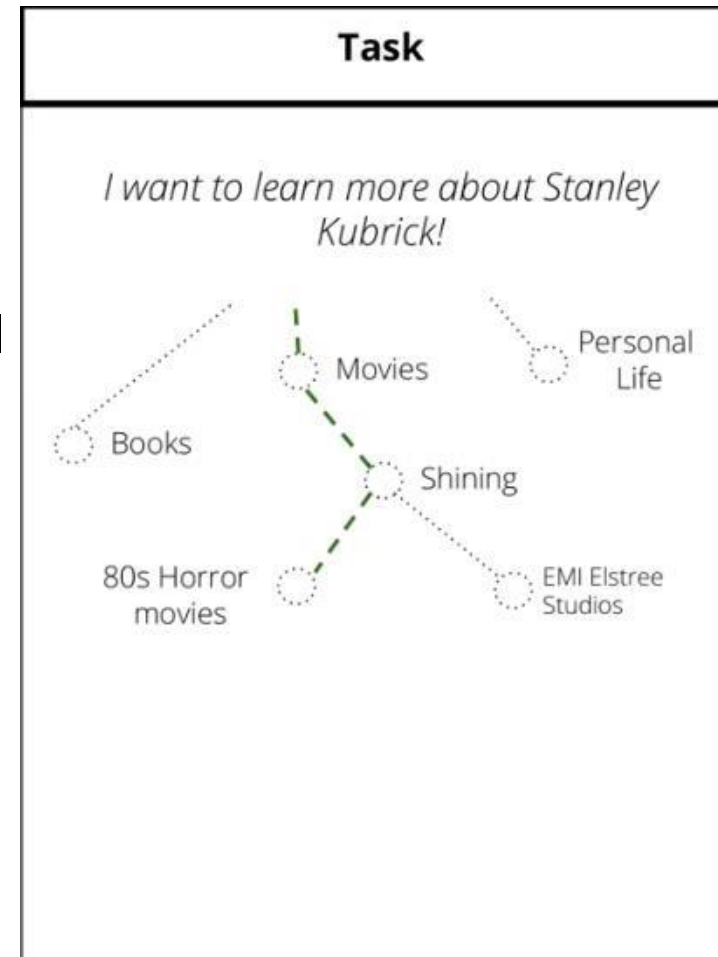 Task
I want to learn more about Stanley
Kubrick!
Personal
Life
Movies
Books
Shining
80s Horror
movies
EMI Elstree
Studios